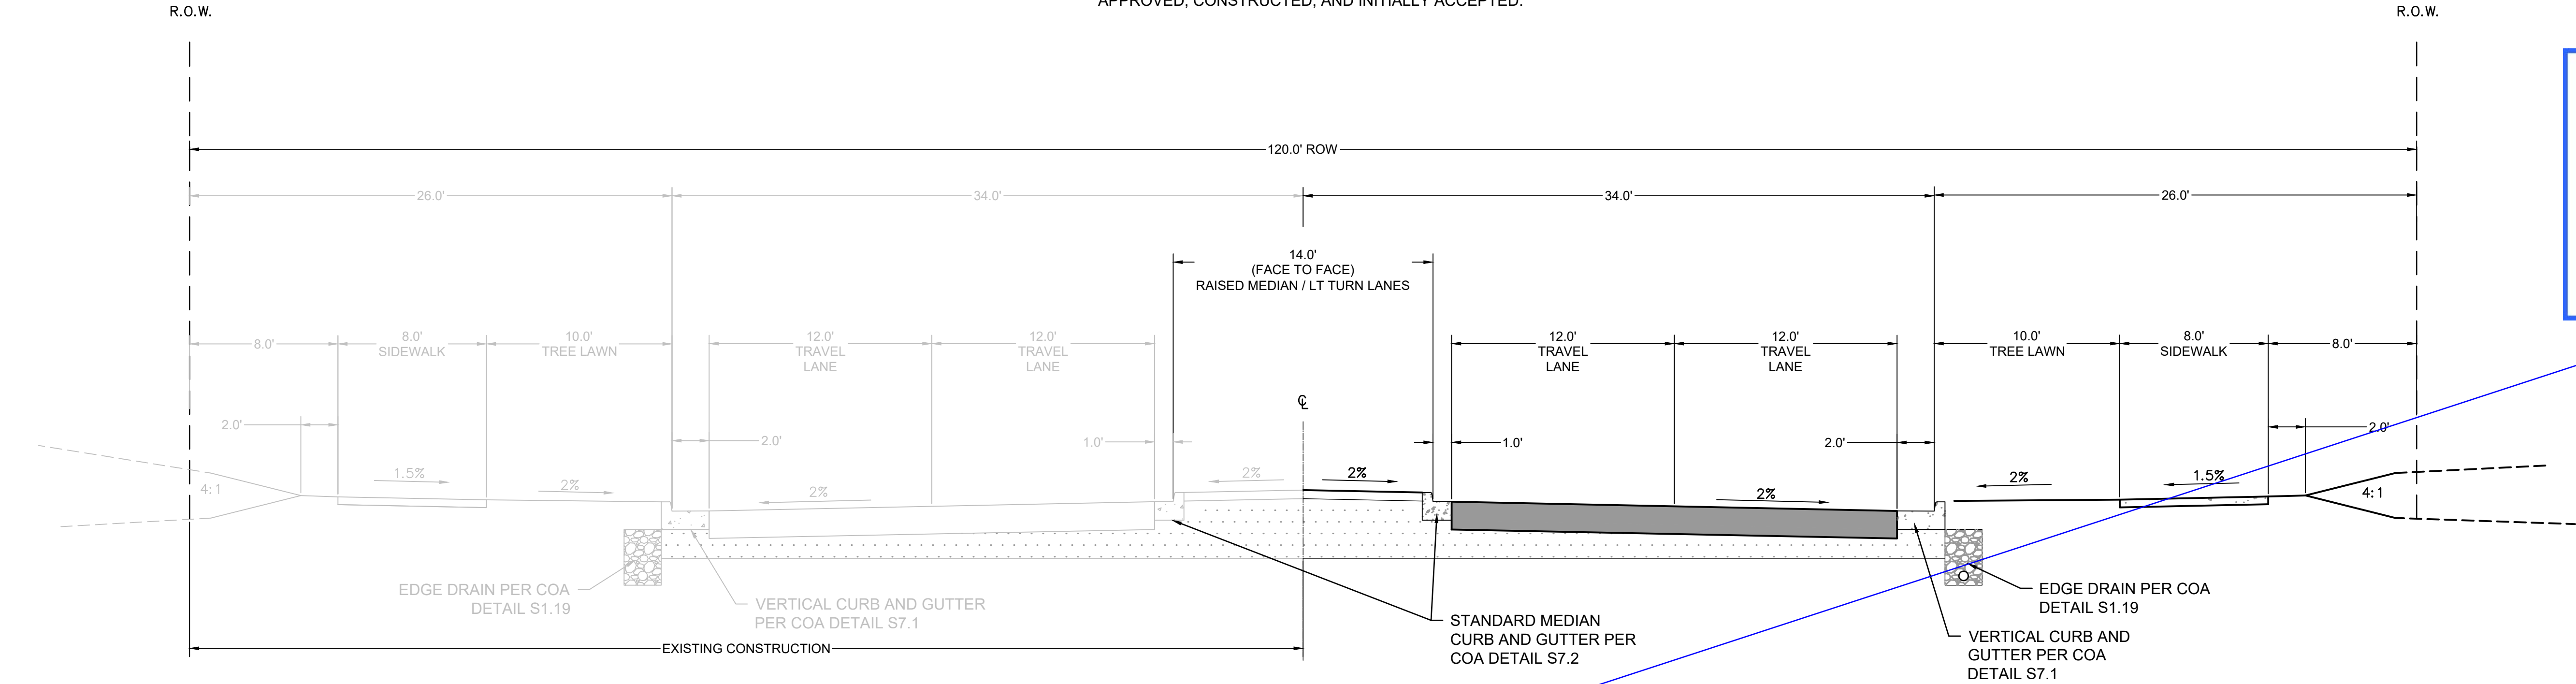 APPROVED, CONSTRUCTED, AND INITIALLY ACCEPTED.
R.O.W.
R.O.W.
120.0' ROW
26.0'
34.0'
34.0'
26.0'
14.0'
(FACE TO FACE)
RAISED MEDIAN / LT TURN LANES
8.0'
8.0'
SIDEWALK
10.0'
TREE LAWN
12.0'
TRAVEL
LANE
12.0'
TRAVEL
LANE
12.0'
TRAVEL
LANE
12.0'
TRAVEL
LANE
10.0'
TREE LAWN
8.0'
SIDEWALK
8.0'
℄
2.0'
2.0'
1.0'
1.0'
2.0'
2.0'
4:1
1.5%
2%
2%
2%
2%
2%
2%
1.5%
4:1
EDGE DRAIN PER COA
DETAIL S1.19
VERTICAL CURB AND GUTTER
PER COA DETAIL S7.1
STANDARD MEDIAN
CURB AND GUTTER PER
COA DETAIL S7.2
EDGE DRAIN PER COA
DETAIL S1.19
VERTICAL CURB AND
GUTTER PER COA
DETAIL S7.1
EXISTING CONSTRUCTION